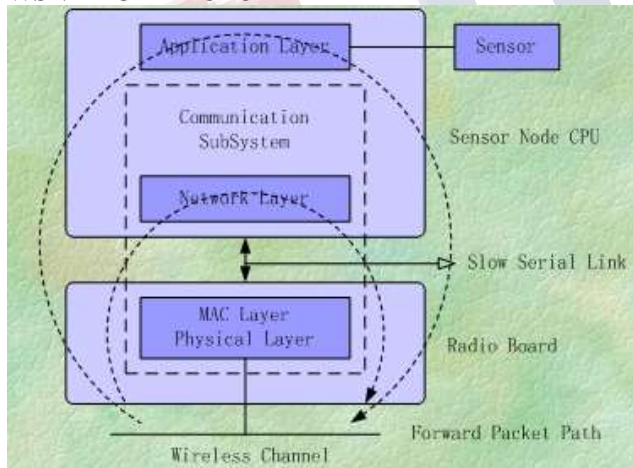 Application Layer
Sensor
Communication
SubSystem
Sensor Node CPU
Network Layer
Slow Serial Link
MAC Layer
Physical Layer
Radio Board
Forward Packet Path
Wireless Channel